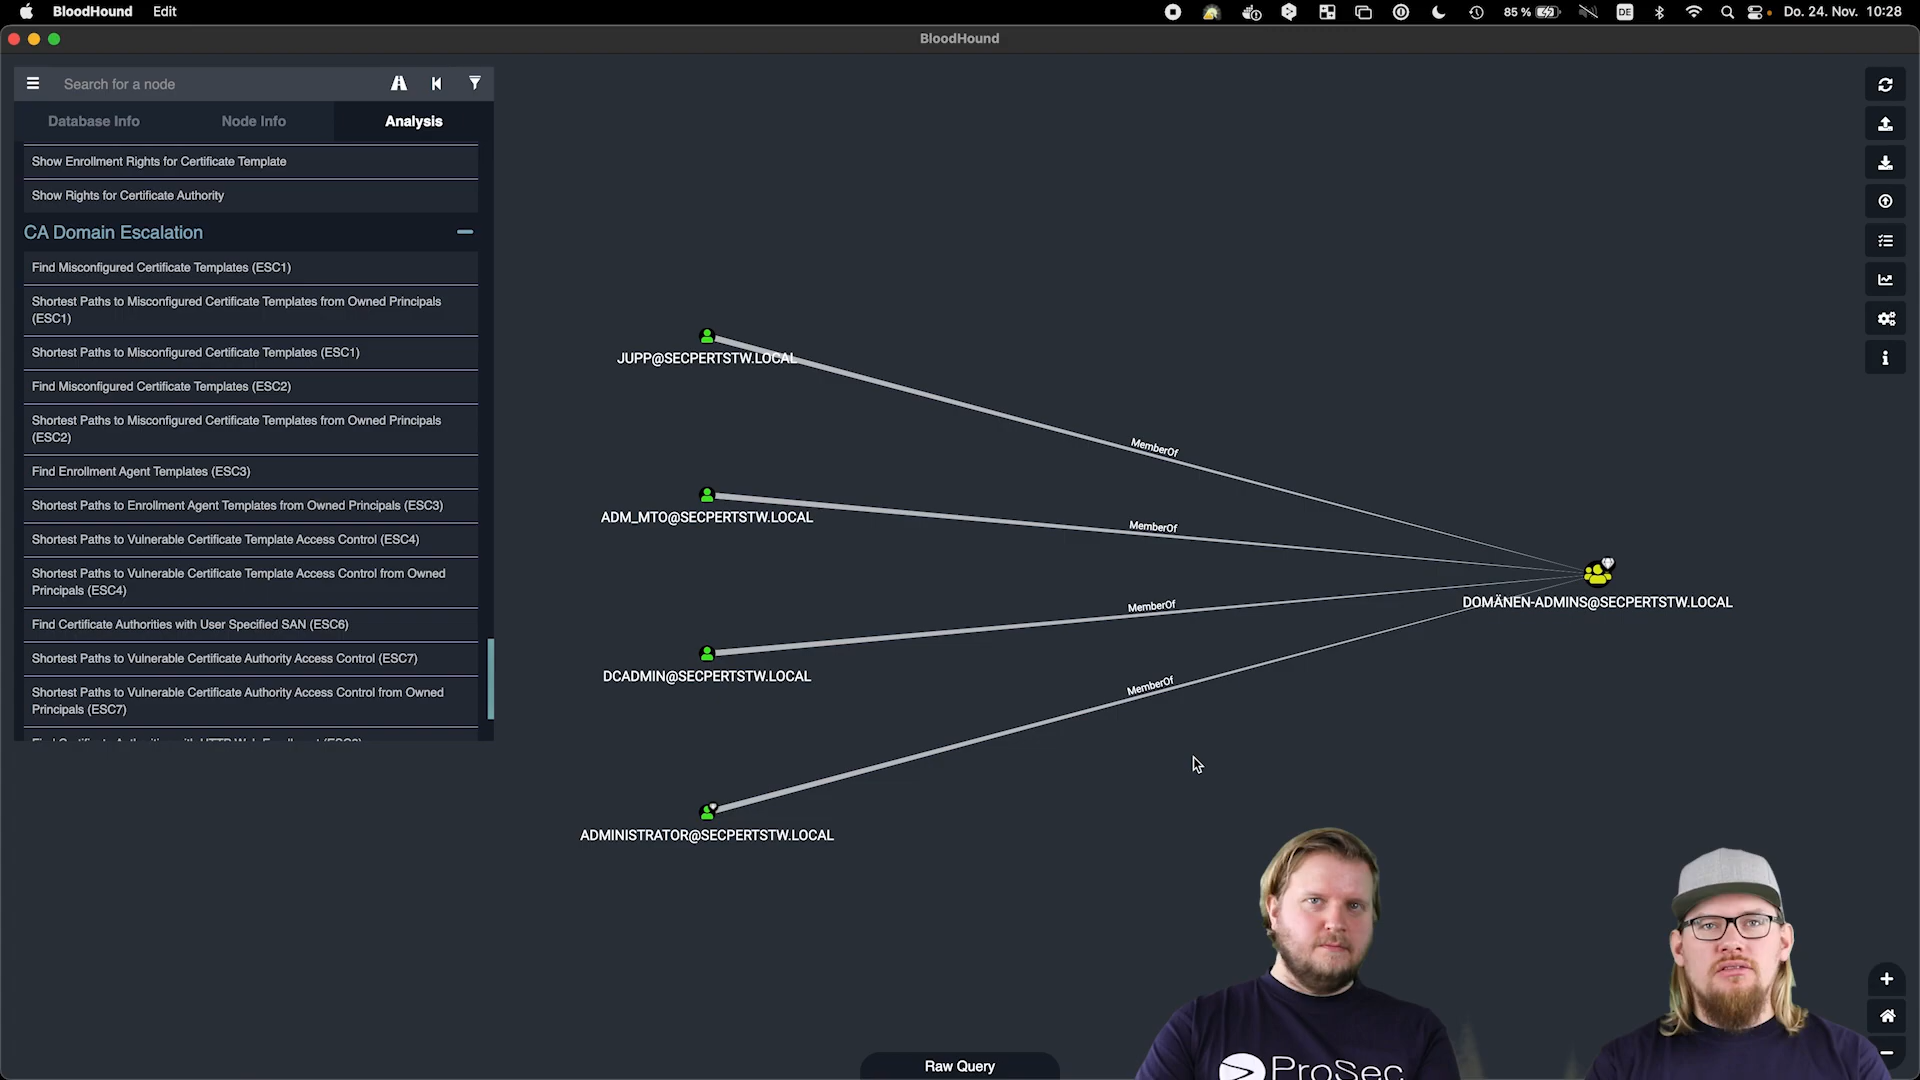 BloodHound Edit
85 % DE Do. 24. Nov. 10:28
BloodHound
Search for a node
Database Info Node Info Analysis
Show Enrollment Rights for Certificate Template
Show Rights for Certificate Authority
CA Domain Escalation
Find Misconfigured Certificate Templates (ESC1)
Shortest Paths to Misconfigured Certificate Templates from Owned Principals
(ESC1)
Shortest Paths to Misconfigured Certificate Templates (ESC1)
Find Misconfigured Certificate Templates (ESC2)
Shortest Paths to Misconfigured Certificate Templates from Owned Principals
(ESC2)
Find Enrollment Agent Templates (ESC3)
Shortest Paths to Enrollment Agent Templates from Owned Principals (ESC3)
Shortest Paths to Vulnerable Certificate Template Access Control (ESC4)
Shortest Paths to Vulnerable Certificate Template Access Control from Owned
Principals (ESC4)
Find Certificate Authorities with User Specified SAN (ESC6)
Shortest Paths to Vulnerable Certificate Authority Access Control (ESC7)
Shortest Paths to Vulnerable Certificate Authority Access Control from Owned
Principals (ESC7)
JUPP@SECPERTSTW.LOCAL
MemberOf
ADM_MTO@SECPERTSTW.LOCAL
MemberOf
DOMÄNEN-ADMINS@SECPERTSTW.LOCAL
MemberOf
DCADMIN@SECPERTSTW.LOCAL
MemberOf
ADMINISTRATOR@SECPERTSTW.LOCAL
Raw Query
ProSec